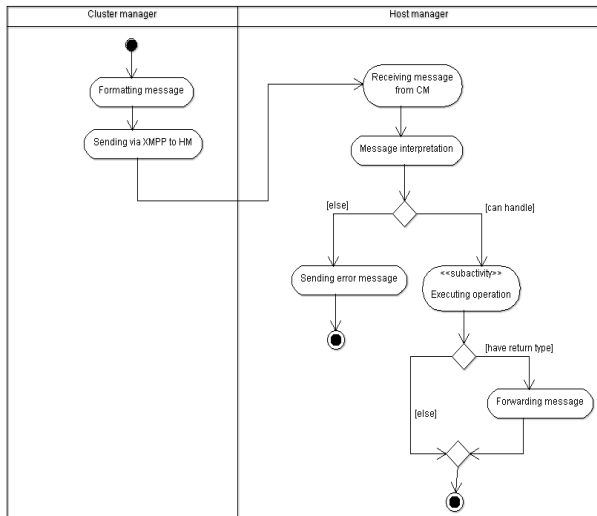 Cluster manager
Host manager
Formatting message
Sending via XMPP to HM
Receiving message
from CM
Message interpretation
[else]
[can handle]
Sending error message
<<subactivity>>
Executing operation
[have return type]
Forwarding message
[else]